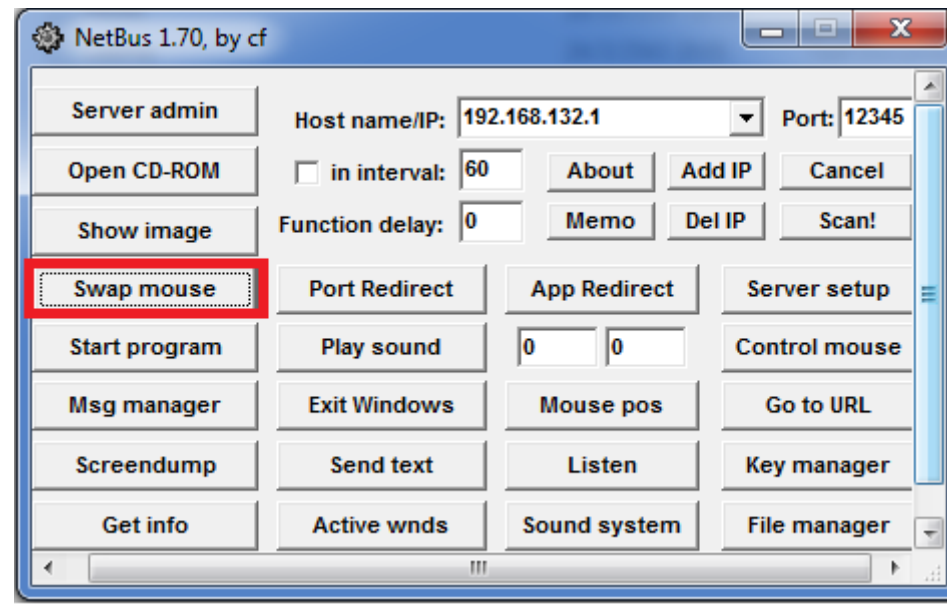 NetBus 1.70, by cf
Server admin Host name/IP: 192.168.132.1 Port: 12345
Open CD-ROM in interval: 60 About Add IP Cancel
Show image Function delay: 0 Memo Del IP Scan!
Swap mouse Port Redirect App Redirect Server setup
Start program Play sound 0 0 Control mouse
Msg manager Exit Windows Mouse pos Go to URL
Screendump Send text Listen Key manager
Get info Active wnds Sound system File manager